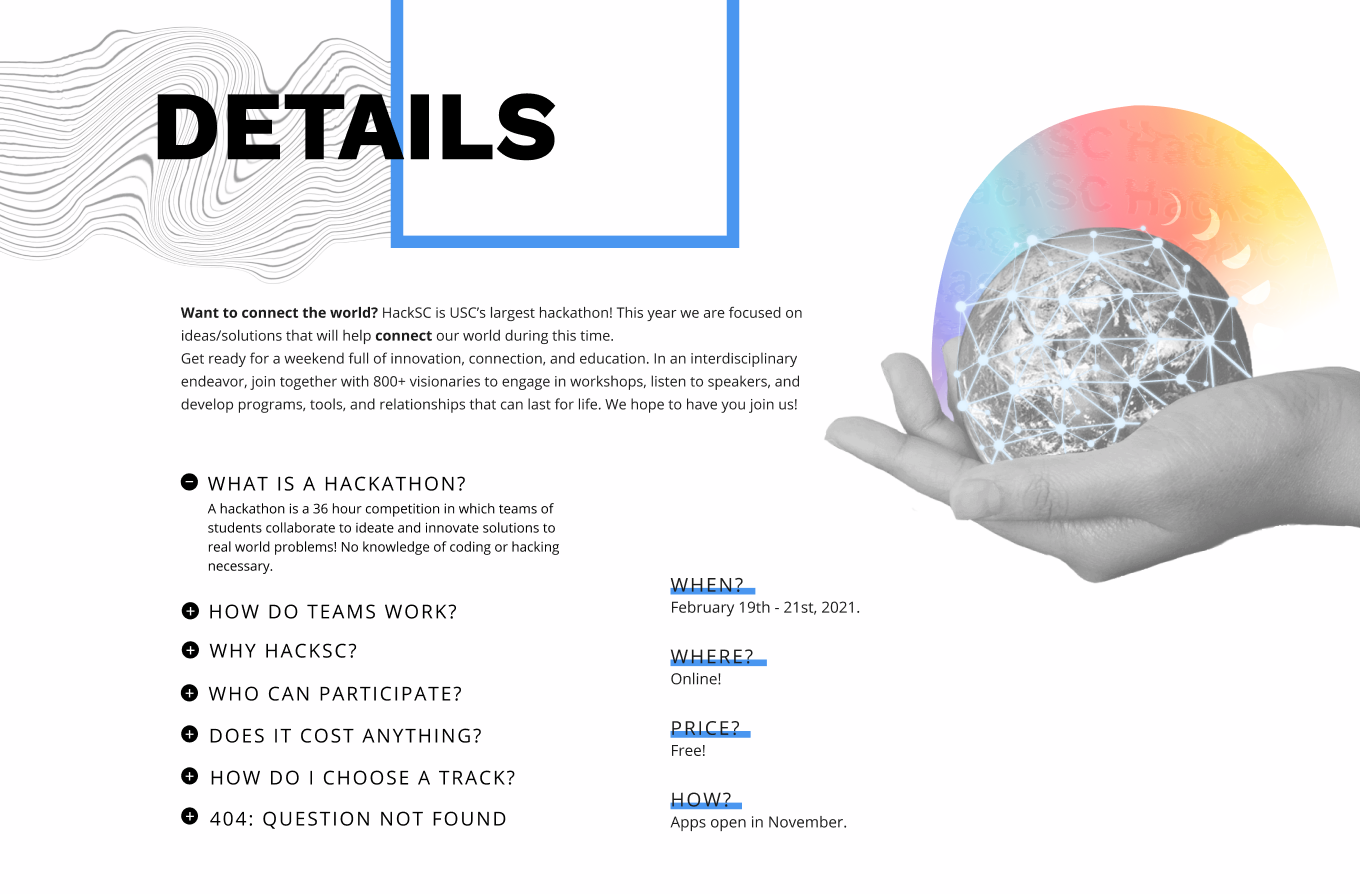 DETAILS
Want to connect the world? HackSC is USC’s largest hackathon! This year we are focused on
ideas/solutions that will help connect our world during this time.
Get ready for a weekend full of innovation, connection, and education. In an interdisciplinary
endeavor, join together with 800+ visionaries to engage in workshops, listen to speakers, and
develop programs, tools, and relationships that can last for life. We hope to have you join us!
WHAT IS A HACKATHON?
A hackathon is a 36 hour competition in which teams of
students collaborate to ideate and innovate solutions to
real world problems! No knowledge of coding or hacking
necessary.
HOW DO TEAMS WORK?
WHY HACKSC?
WHO CAN PARTICIPATE?
DOES IT COST ANYTHING?
HOW DO I CHOOSE A TRACK?
404: QUESTION NOT FOUND
WHEN?
February 19th - 21st, 2021.
WHERE?
Online!
PRICE?
Free!
HOW?
Apps open in November.